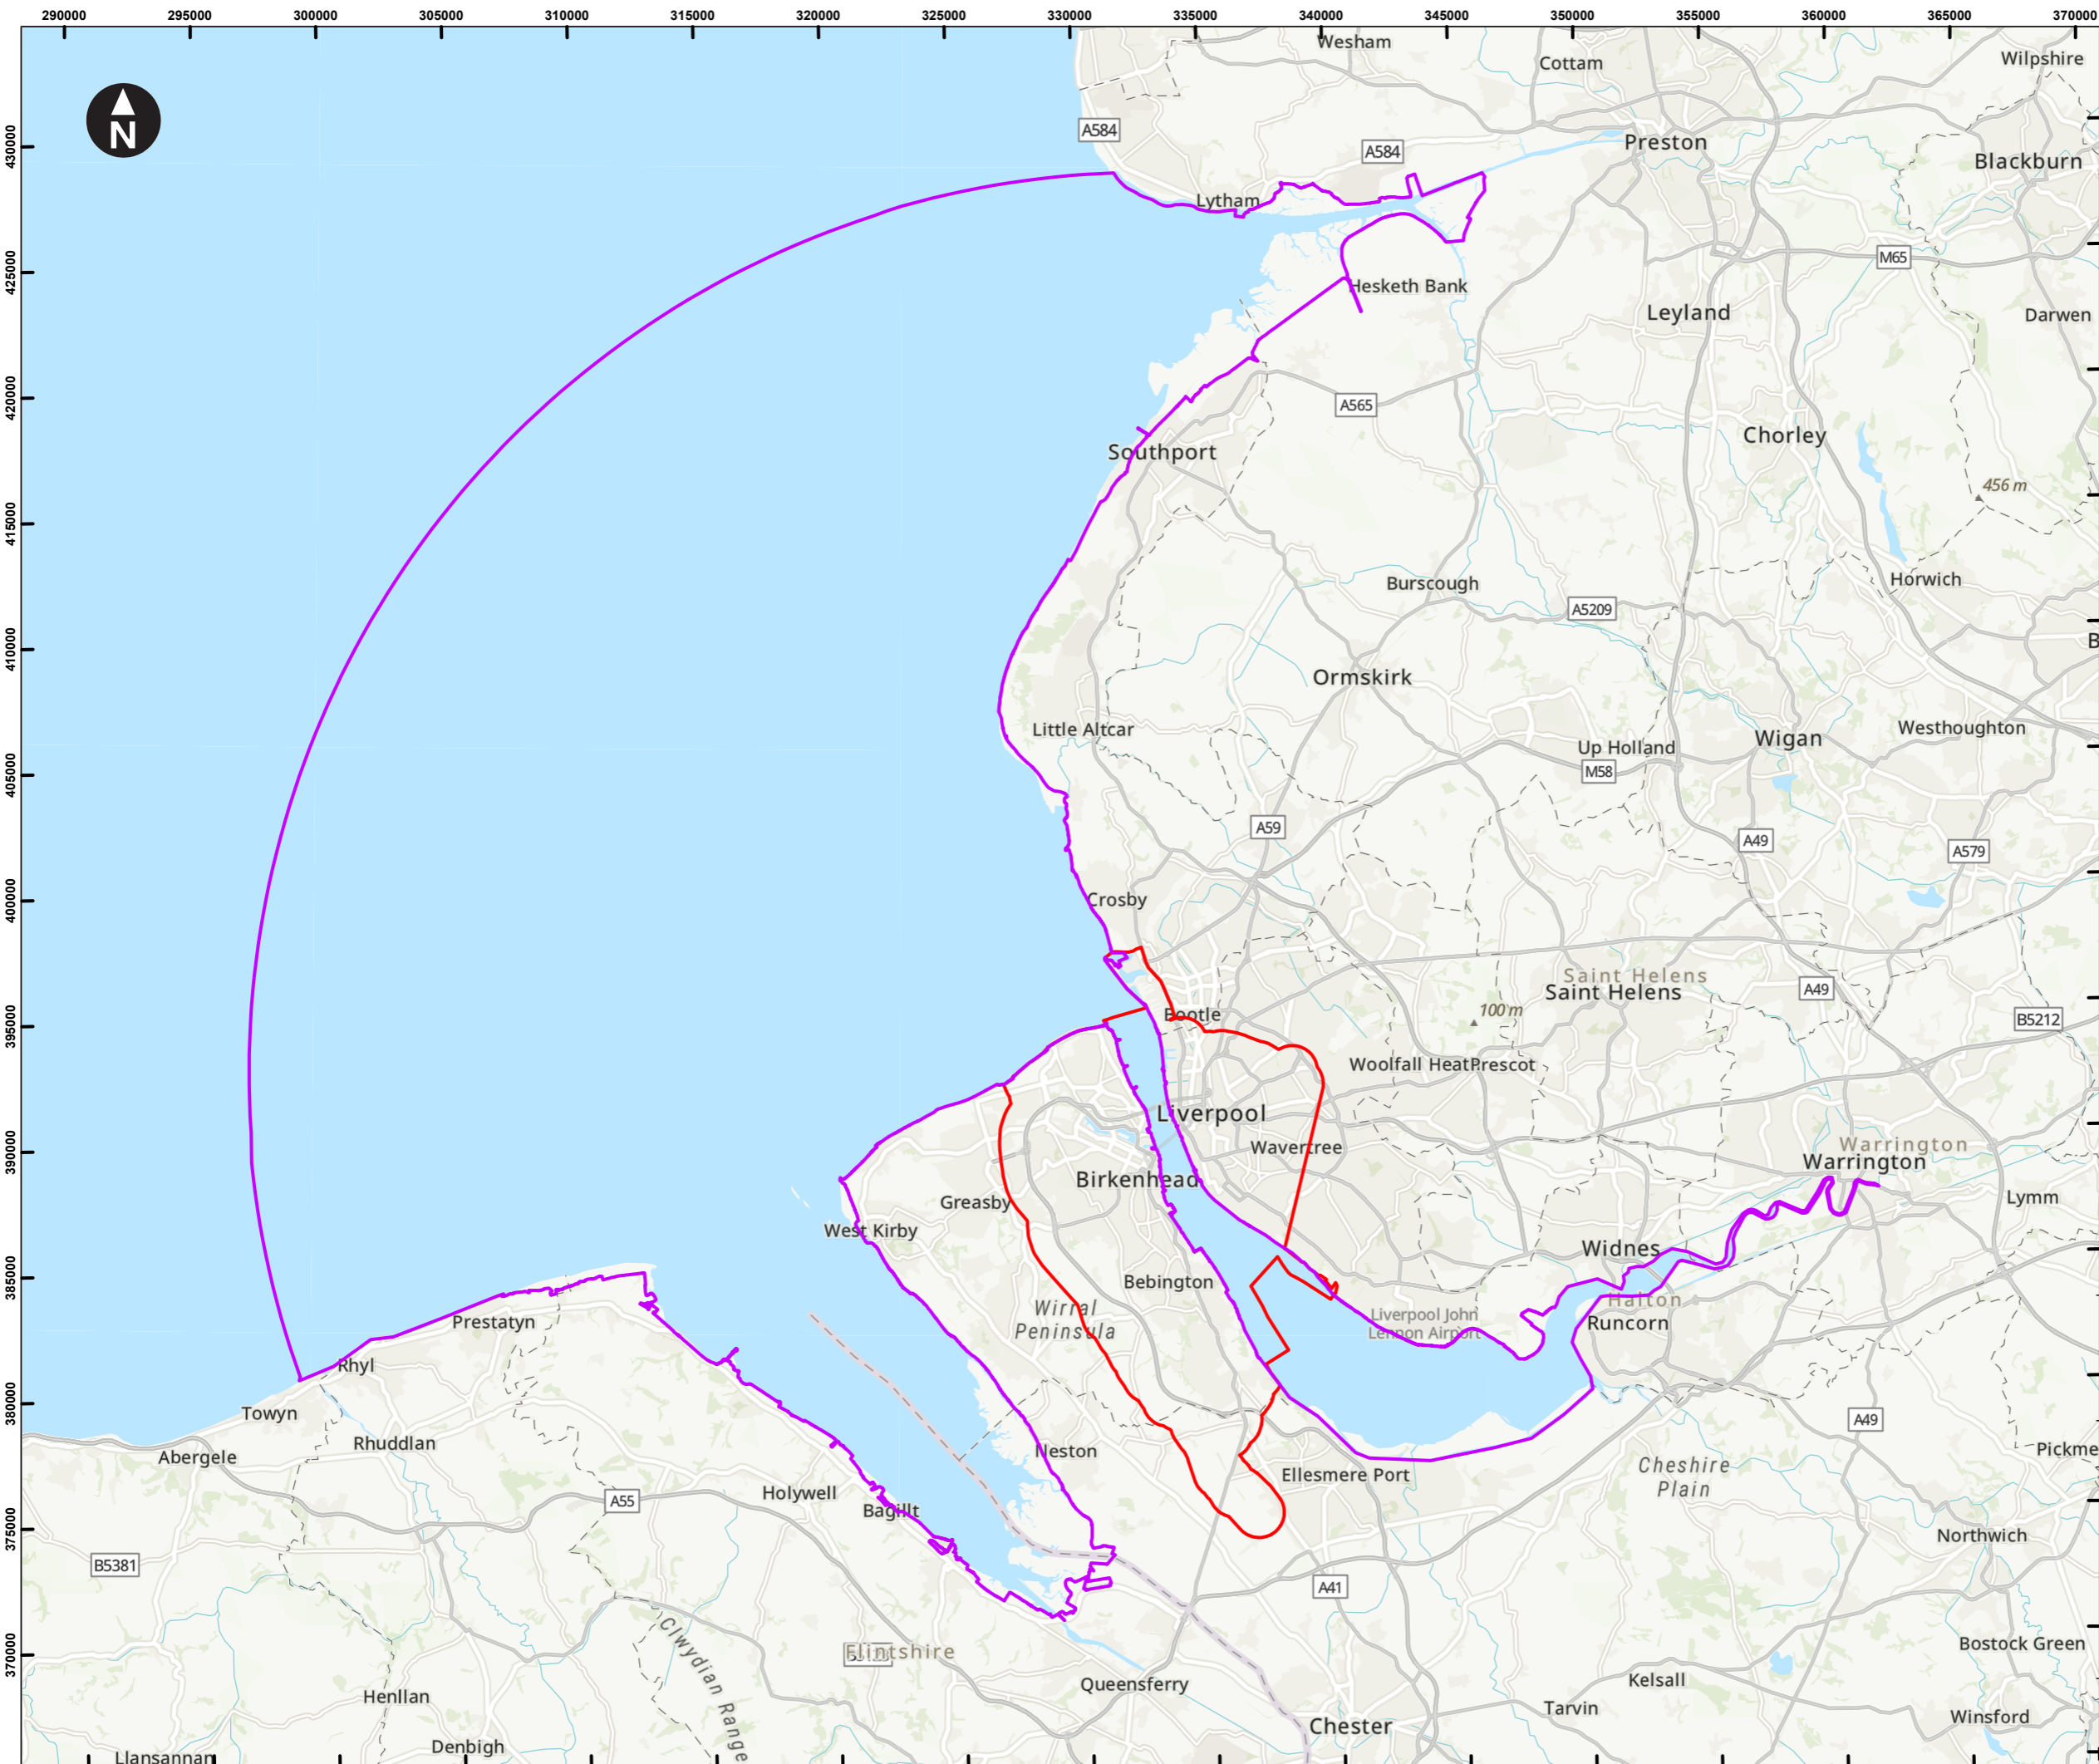 290000 295000 300000 305000 310000 315000 320000 325000 330000 335000 340000 345000 350000 355000 360000 365000 370000
Wesham
Cottam
Wilpshire
N
A584
430000
Preston
A584
Blackburn
Lytham
M65
425000
Hesketh Bank
Leyland
Darwen
420000
A565
Chorley
Southport
456 m
415000
Burscough
Horwich
A5209
410000
B
Ormskirk
Little Altcar
Westhoughton
Wigan
Up Holland
405000
M58
A59
A49
A579
400000
Crosby
Saint Helens
A49
Saint Helens
100 m
Bootle
B5212
395000
Woolfall Heat
Prescot
Liverpool
390000
Wavertree
Warrington
Warrington
Birkenhead
Lymm
Greasby
West Kirby
Widnes
385000
Bebington
Halton
Wirral
Peninsula
Liverpool John
Lennon Airport
Prestatyn
Runcorn
Rhyl
380000
Towyn
A49
Rhuddlan
Neston
Pickme
Abergele
Cheshire
Plain
Ellesmere Port
Holywell
A55
Bagillt
375000
Northwich
B5381
A41
370000
Flintshire
Clwydian Range
Bostock Green
Queensferry
Kelsall
Henllan
Tarvin
Winsford
Chester
Denbigh
Llansannan